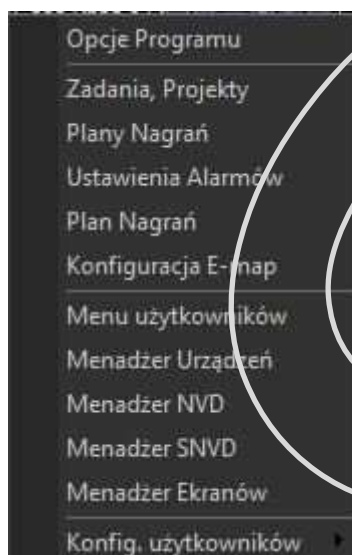 Opcje Programu
Zadania, Projekty
Plany Nagrań
Ustawienia Alarmów
Plan Nagrań
Konfiguracja E-map
Menu użytkowników
Menadżer Urządzeń
Menadżer NVD
Menadżer SNVD
Menadżer Ekranów
Konfig. użytkowników